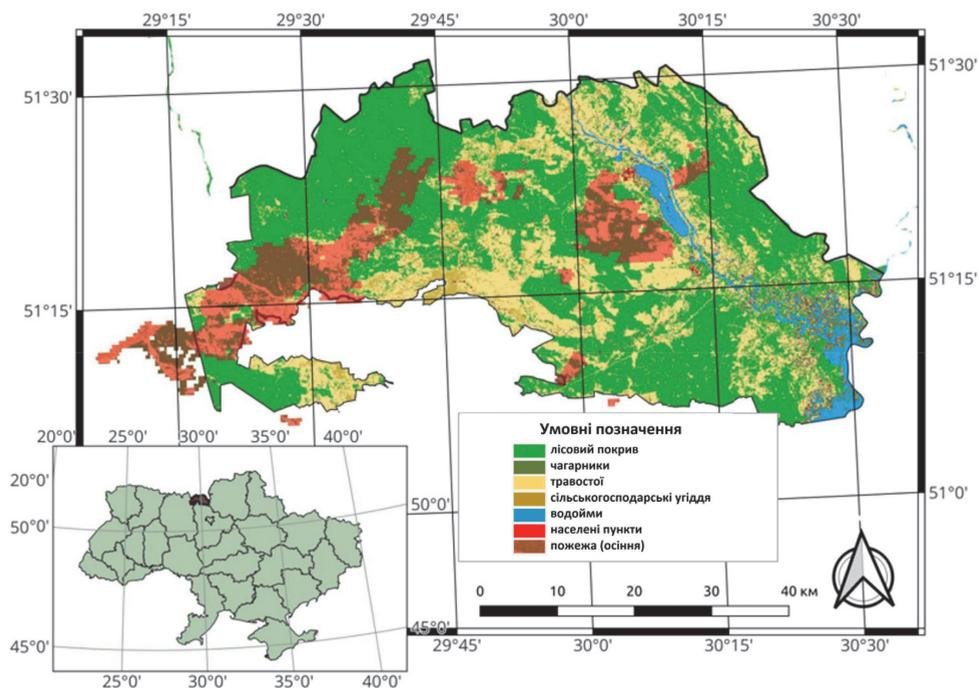 29°15' 29°30' 29°45' 30°0' 30°15' 30°30'
51°30' 51°30'
51°15' 51°15'
51°0'
Умовні позначення
лісовий покрив
чагарники
травостої
сільськогосподарські угіддя
водойми
населені пункти
пожежа (осіння)
0 10 20 30 40 км
29°45' 30°0' 30°15' 30°30'
20°0' 25°0' 30°0' 35°0' 40°0'
20°0'
50°0' 50°0'
45°0' 45°0'
25°0' 30°0' 35°0' 40°0'